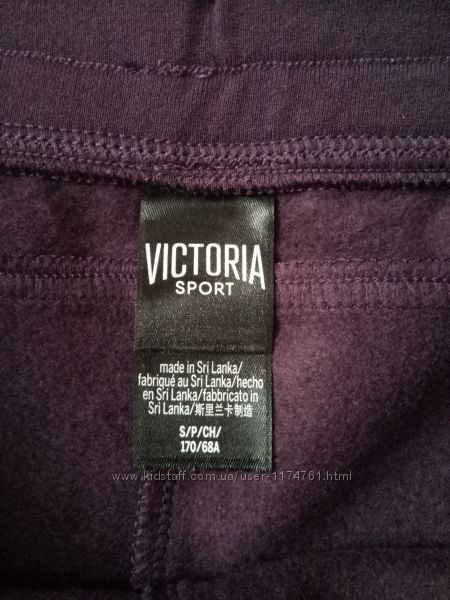 VICTORIA
SPORT
made in Sri Lanka/
fabriqué au Sri Lanka/hecho
en Sri Lanka/fabbricato in
Sri Lanka/斯里兰卡制造
S/P/CH/
170/68A
www.kidstaff.com.ua/user-1174761.html